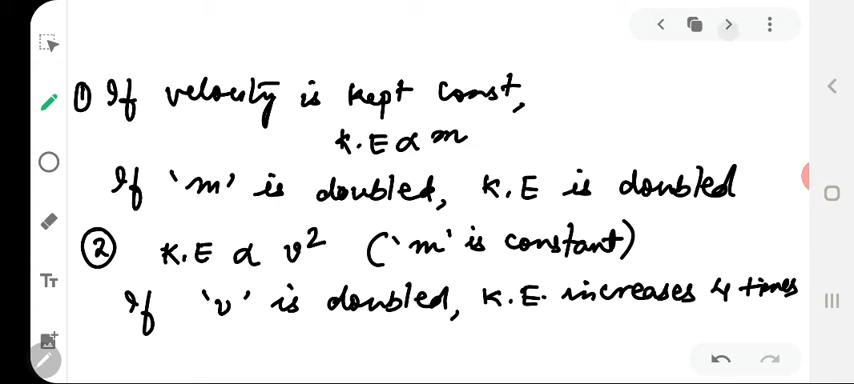 ① If velocity is kept const,
K.E ∝ m
If 'm' is doubled, K.E is doubled
② K.E ∝ v² ('m' is constant)
If 'v' is doubled, K.E. increases 4 times
TT